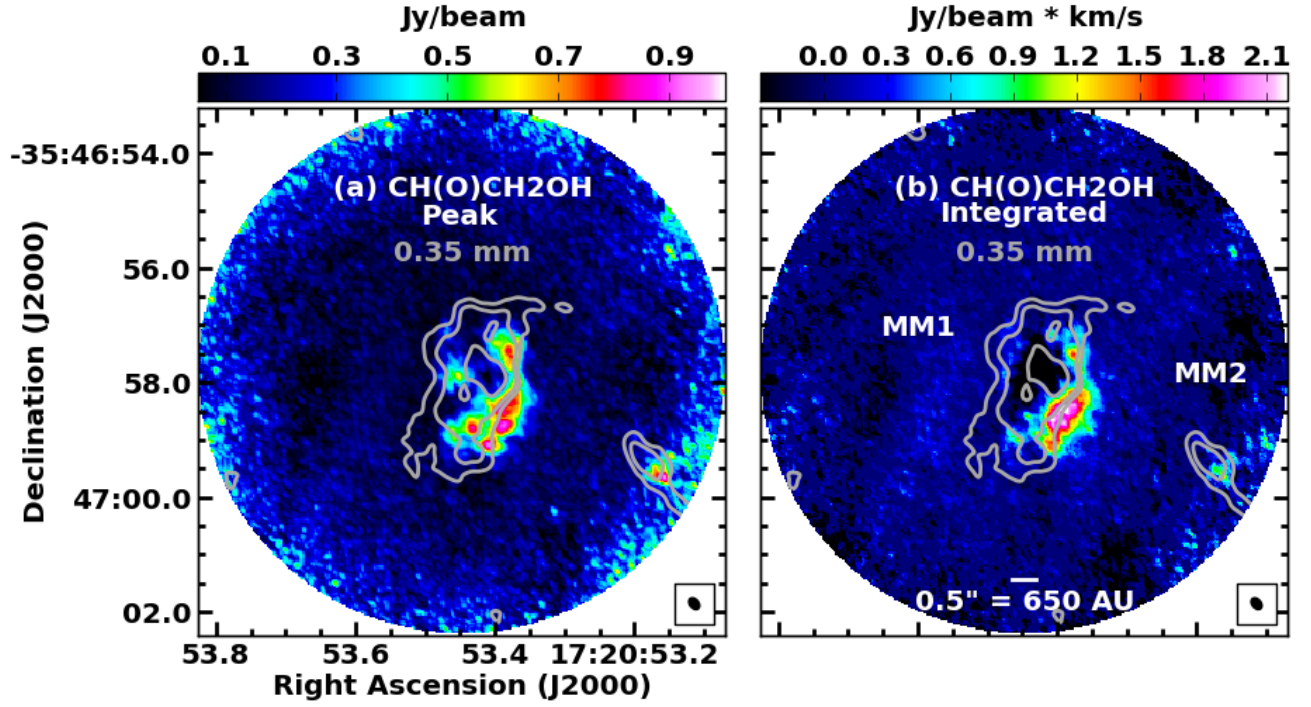 Jy/beam
0.1 0.3 0.5 0.7 0.9
(a) CH(O)CH2OH
Peak
0.35 mm
Jy/beam * km/s
0.0 0.3 0.6 0.9 1.2 1.5 1.8 2.1
(b) CH(O)CH2OH
Integrated
0.35 mm
MM1
MM2
0.5" = 650 AU
Declination (J2000)
-35:46:54.0
56.0
58.0
47:00.0
02.0
53.8 53.6 53.4 17:20:53.2
Right Ascension (J2000)